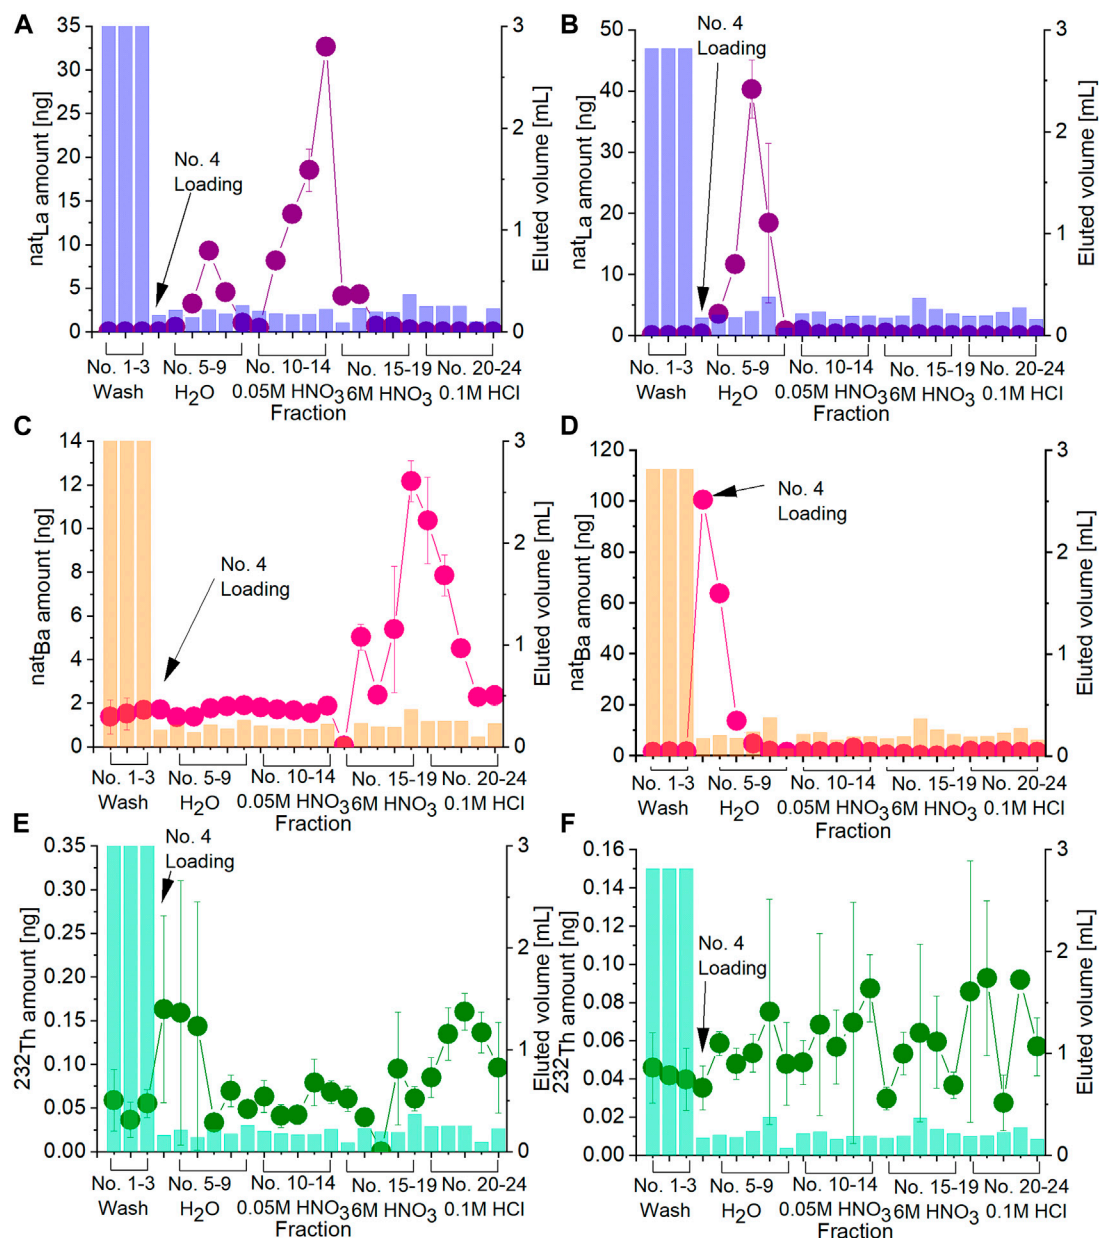 A
natLa amount [ng]
35
30
25
20
15
10
5
0
No. 4
Loading
3
2
1
0
Eluted volume [mL]
No. 1-3
Wash
No. 5-9
H2O
No. 10-14
0.05M HNO3
No. 15-19
6M HNO3
No. 20-24
0.1M HCl
Fraction
B
natLa amount [ng]
50
45
40
35
30
25
20
15
10
5
0
No. 4
Loading
3
2
1
0
Eluted volume [mL]
No. 1-3
Wash
No. 5-9
H2O
No. 10-14
0.05M HNO3
No. 15-19
6M HNO3
No. 20-24
0.1M HCl
Fraction
C
natBa amount [ng]
14
12
10
8
6
4
2
0
No. 4
Loading
3
2
1
0
Eluted volume [mL]
No. 1-3
Wash
No. 5-9
H2O
No. 10-14
0.05M HNO3
No. 15-19
6M HNO3
No. 20-24
0.1M HCl
Fraction
D
natBa amount [ng]
120
100
80
60
40
20
0
No. 4
Loading
3
2
1
0
Eluted volume [mL]
No. 1-3
Wash
No. 5-9
H2O
No. 10-14
0.05M HNO3
No. 15-19
6M HNO3
No. 20-24
0.1M HCl
Fraction
E
232Th amount [ng]
0.35
0.30
0.25
0.20
0.15
0.10
0.05
0.00
No. 4
Loading
3
2
1
0
Eluted volume [mL]
No. 1-3
Wash
No. 5-9
H2O
No. 10-14
0.05M HNO3
No. 15-19
6M HNO3
No. 20-24
0.1M HCl
Fraction
F
232Th amount [ng]
0.16
0.14
0.12
0.10
0.08
0.06
0.04
0.02
0.00
No. 4
Loading
3
2
1
0
Eluted volume [mL]
No. 1-3
Wash
No. 5-9
H2O
No. 10-14
0.05M HNO3
No. 15-19
6M HNO3
No. 20-24
0.1M HCl
Fraction